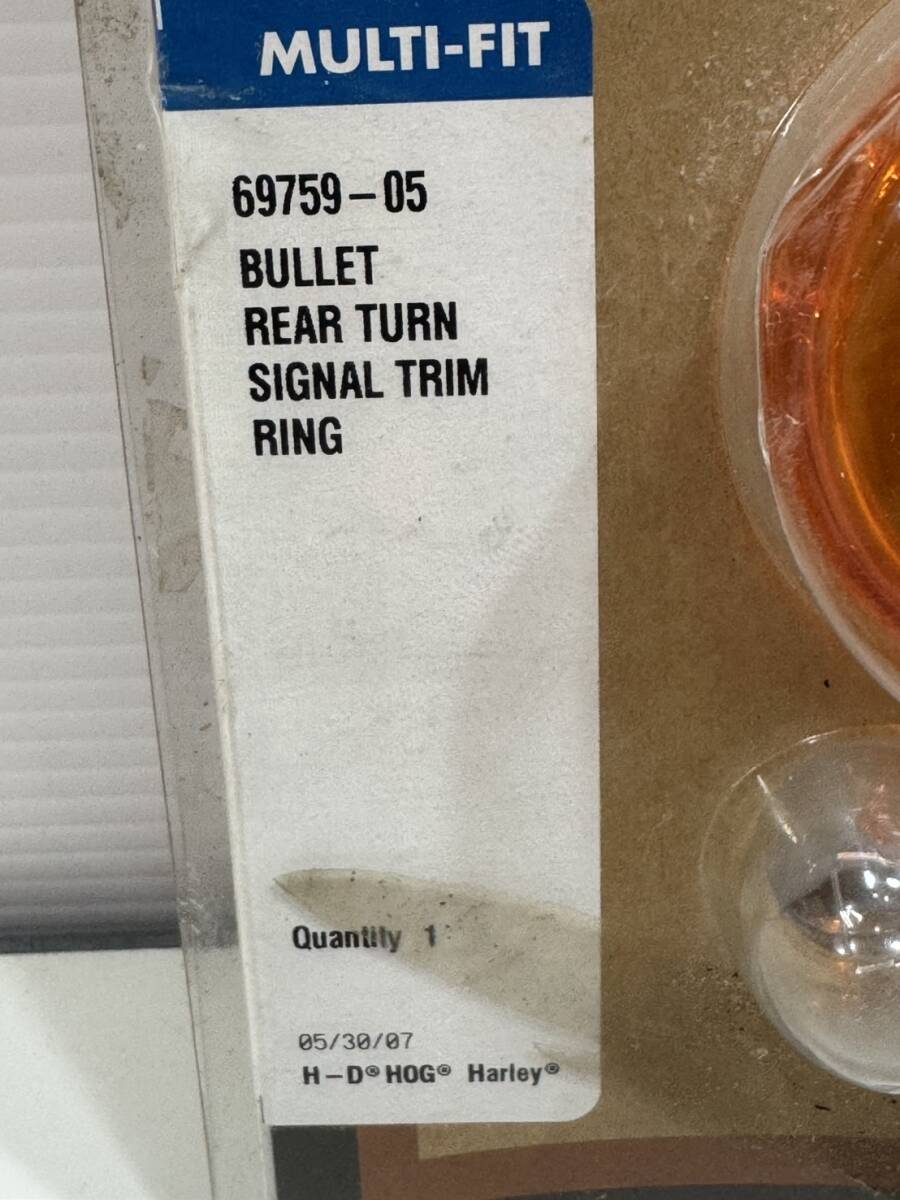 MULTI-FIT
69759-05
BULLET
REAR TURN
SIGNAL TRIM
RING
Quantity 1
05/30/07
H-D® HOG® Harley®